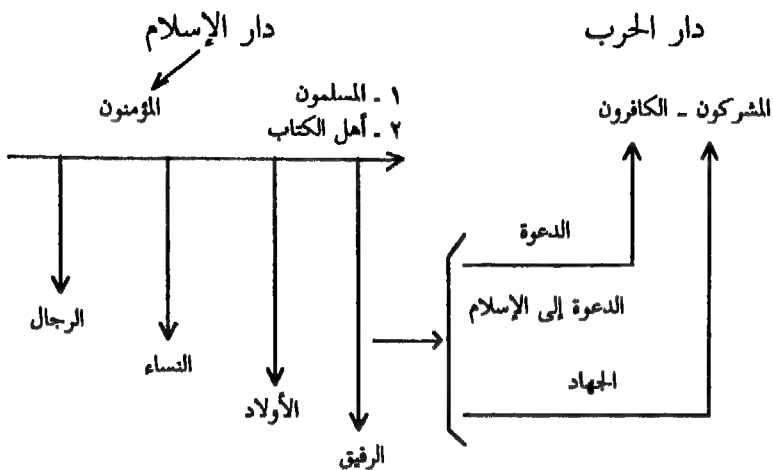 دار الإسلام
دار الحرب
المؤمنون
١ ـ المسلمون
٢ ـ أهل الكتاب
المشركون ـ الكافرون
الدعوة
الدعوة إلى الإسلام
الجهاد
الرجال
النساء
الأولاد
الرقيق